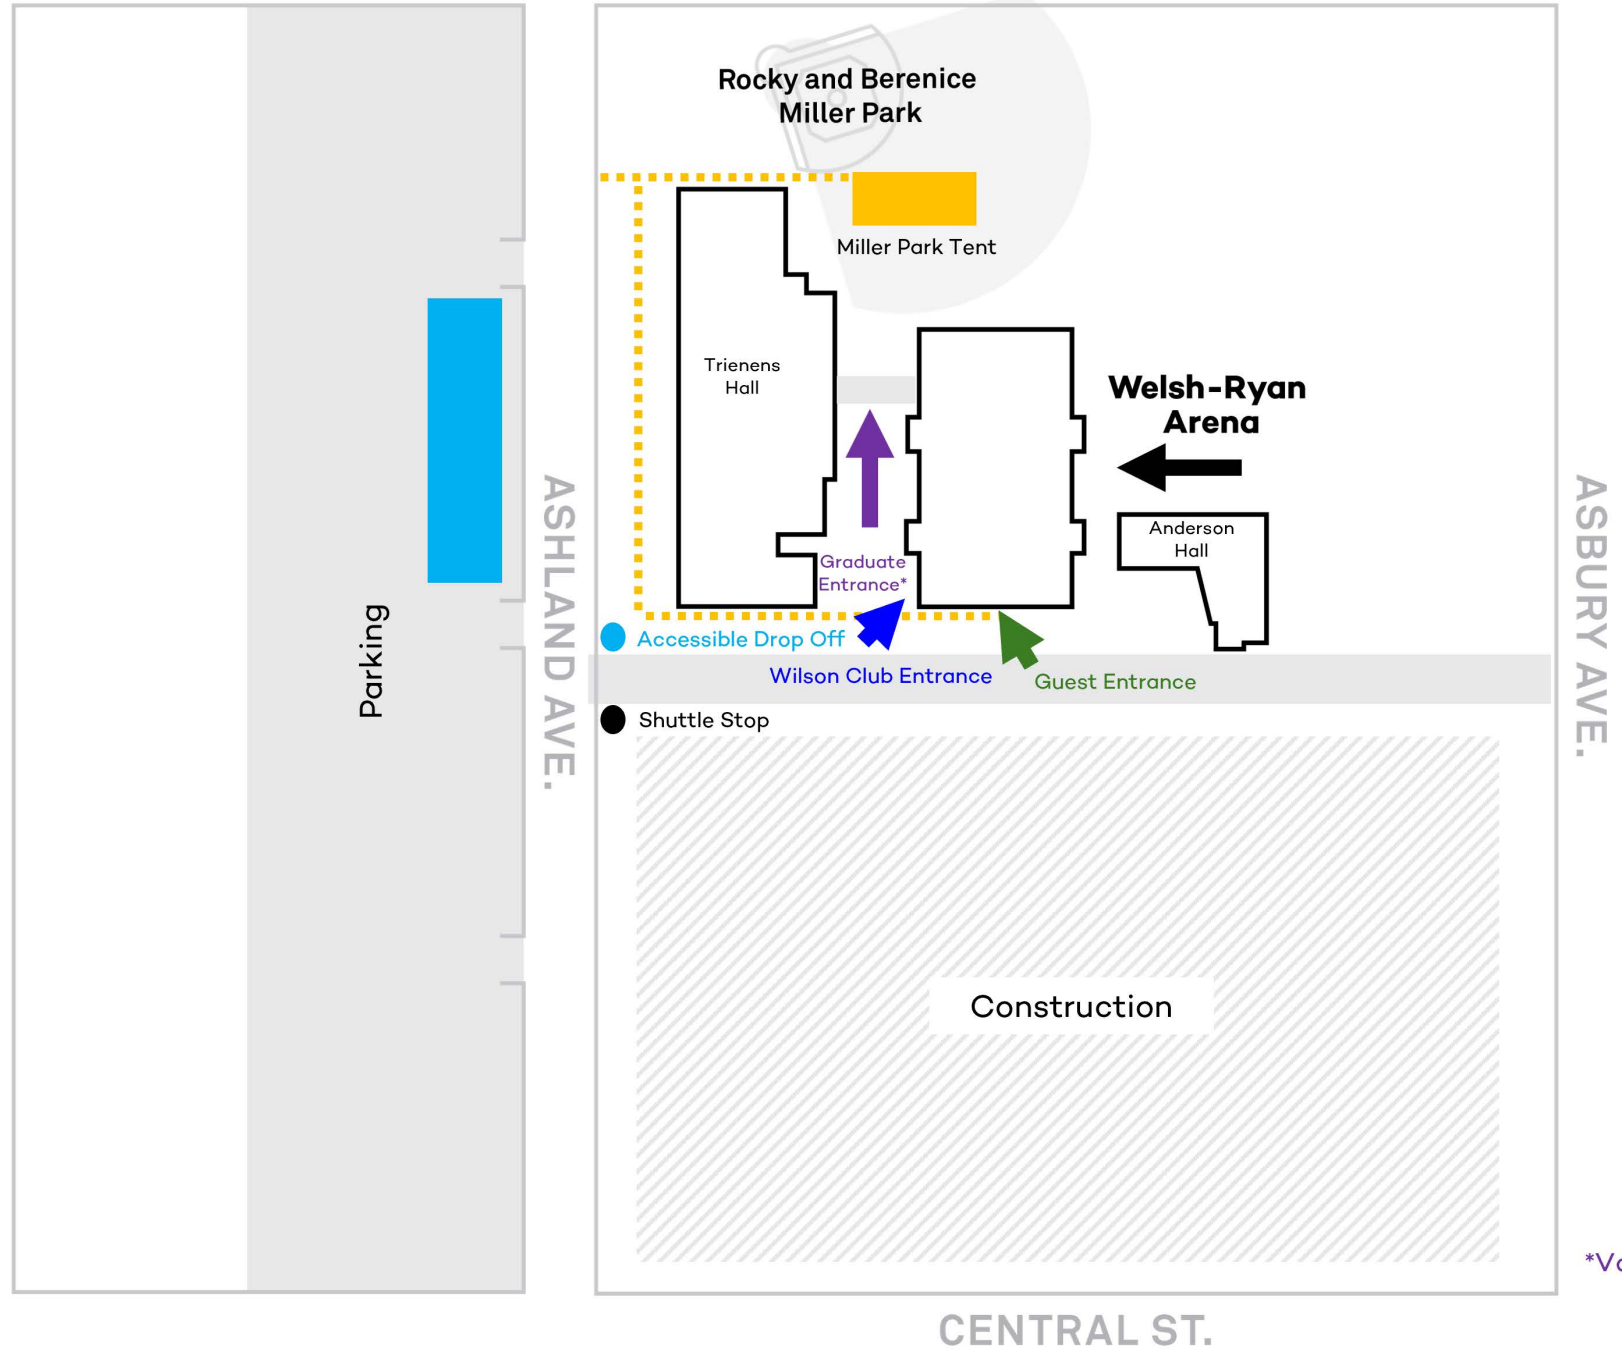 Rocky and Berenice
Miller Park
Miller Park Tent
Trienens
Hall
Welsh-Ryan
Arena
Anderson
Hall
Graduate
Entrance*
Accessible Drop Off
Wilson Club Entrance
Guest Entrance
Shuttle Stop
Parking
ASHLAND AVE.
ASBURY AVE.
Construction
CENTRAL ST.